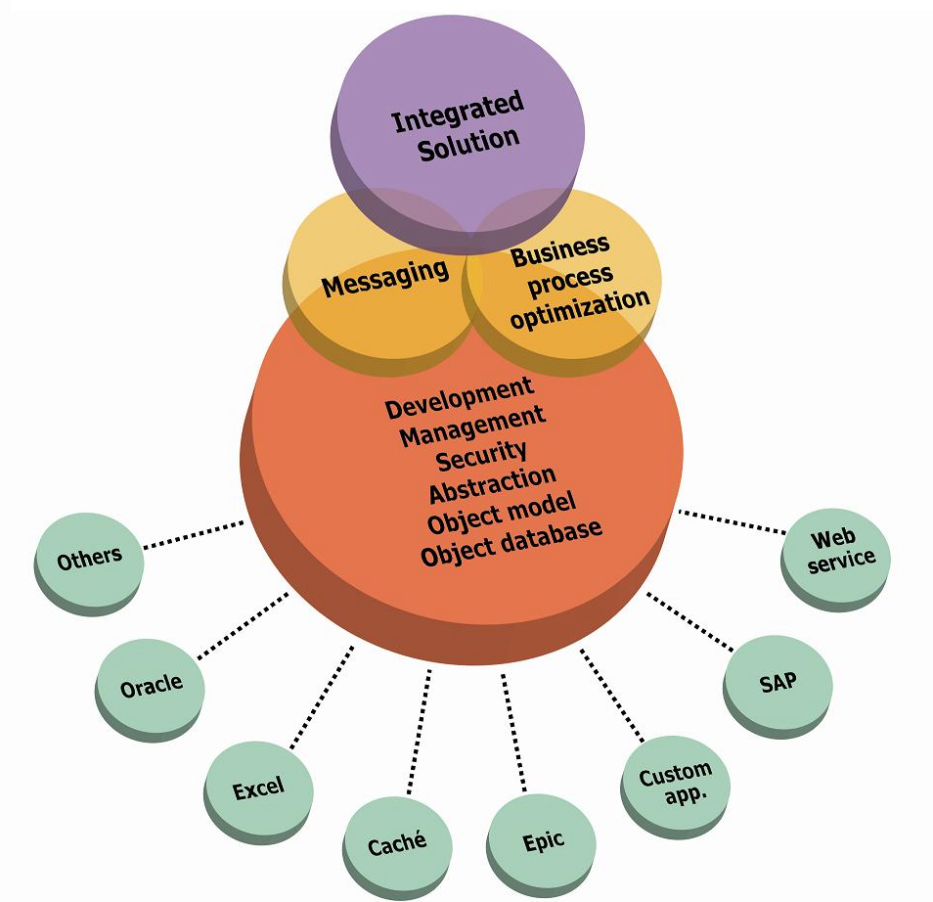 Integrated
Solution
Messaging
Business
process
optimization
Development
Management
Security
Abstraction
Object model
Object database
Others
Oracle
Excel
Caché
Epic
Custom
app.
SAP
Web
service